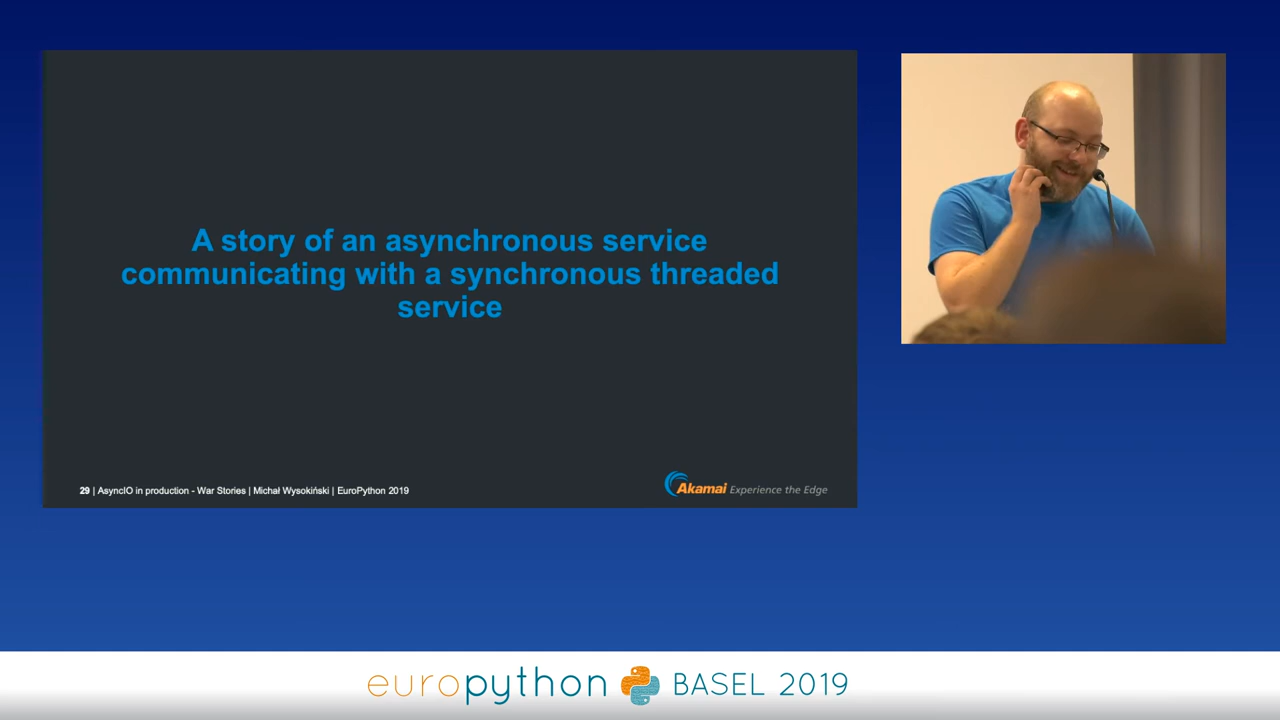 A story of an asynchronous service
communicating with a synchronous threaded
service
29 | AsyncIO in production - War Stories | Michał Wysokiński | EuroPython 2019
Akamai Experience the Edge
europython BASEL 2019